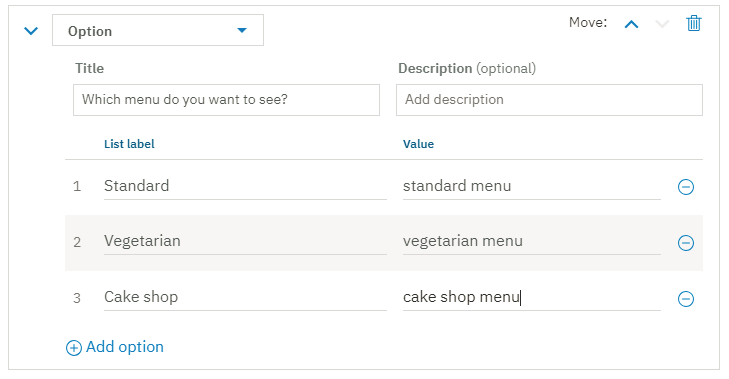 Option
Move:
Title
Description (optional)
Which menu do you want to see?
Add description
List label
Value
1 Standard standard menu
2 Vegetarian vegetarian menu
3 Cake shop cake shop menu
Add option